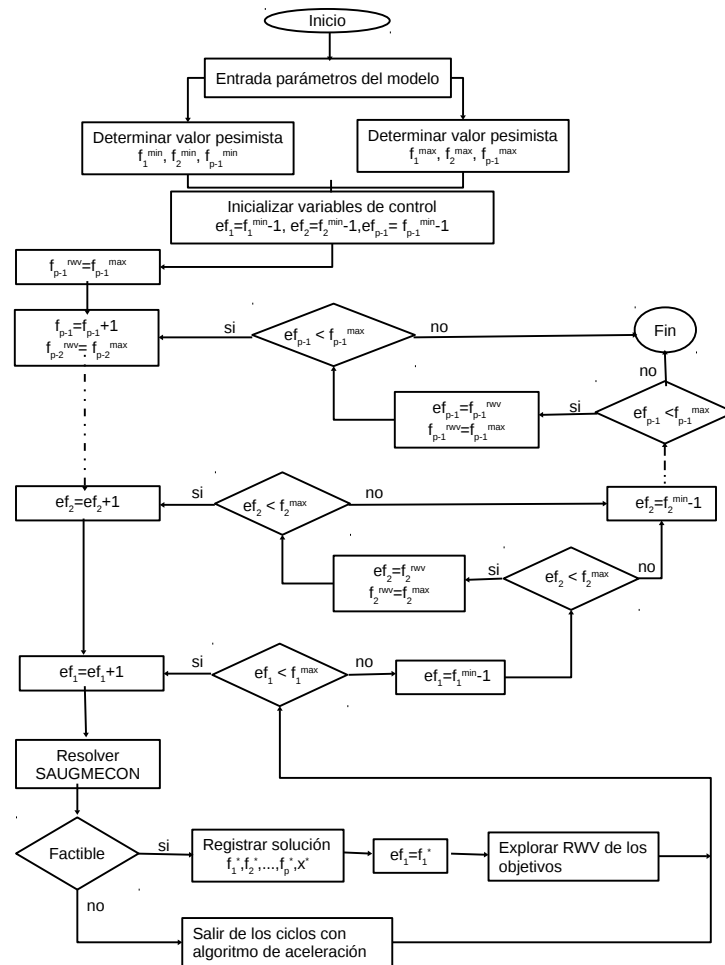 Inicio
Entrada parámetros del modelo
Determinar valor pesimista
f₁ᵐⁱⁿ, f₂ᵐⁱⁿ, fₚ₋₁ᵐⁱⁿ
Determinar valor pesimista
f₁ᵐᵃˣ, f₂ᵐᵃˣ, fₚ₋₁ᵐᵃˣ
Inicializar variables de control
ef₁=f₁ᵐⁱⁿ-1, ef₂=f₂ᵐⁱⁿ-1,efₚ₋₁= fₚ₋₁ᵐⁱⁿ-1
fₚ₋₁ʳʷᵛ=fₚ₋₁ᵐᵃˣ
fₚ₋₁=fₚ₋₁+1
fₚ₋₂ʳʷᵛ= fₚ₋₂ᵐᵃˣ
si
efₚ₋₁ < fₚ₋₁ᵐᵃˣ
no
Fin
no
efₚ₋₁=fₚ₋₁ʳʷᵛ
fₚ₋₁ʳʷᵛ=fₚ₋₁ᵐᵃˣ
si
efₚ₋₁ <fₚ₋₁ᵐᵃˣ
ef₂=ef₂+1
si
ef₂ < f₂ᵐᵃˣ
no
ef₂=f₂ᵐⁱⁿ-1
ef₂=f₂ʳʷᵛ
f₂ʳʷᵛ=f₂ᵐᵃˣ
si
ef₂ < f₂ᵐᵃˣ
no
ef₁=ef₁+1
si
ef₁ < f₁ᵐᵃˣ
no
ef₁=f₁ᵐⁱⁿ-1
Resolver
SAUGMECON
Factible
si
Registrar solución
f₁*,f₂*,...,fₚ*,x*
ef₁=f₁*
Explorar RWV de los
objetivos
no
Salir de los ciclos con
algoritmo de aceleración